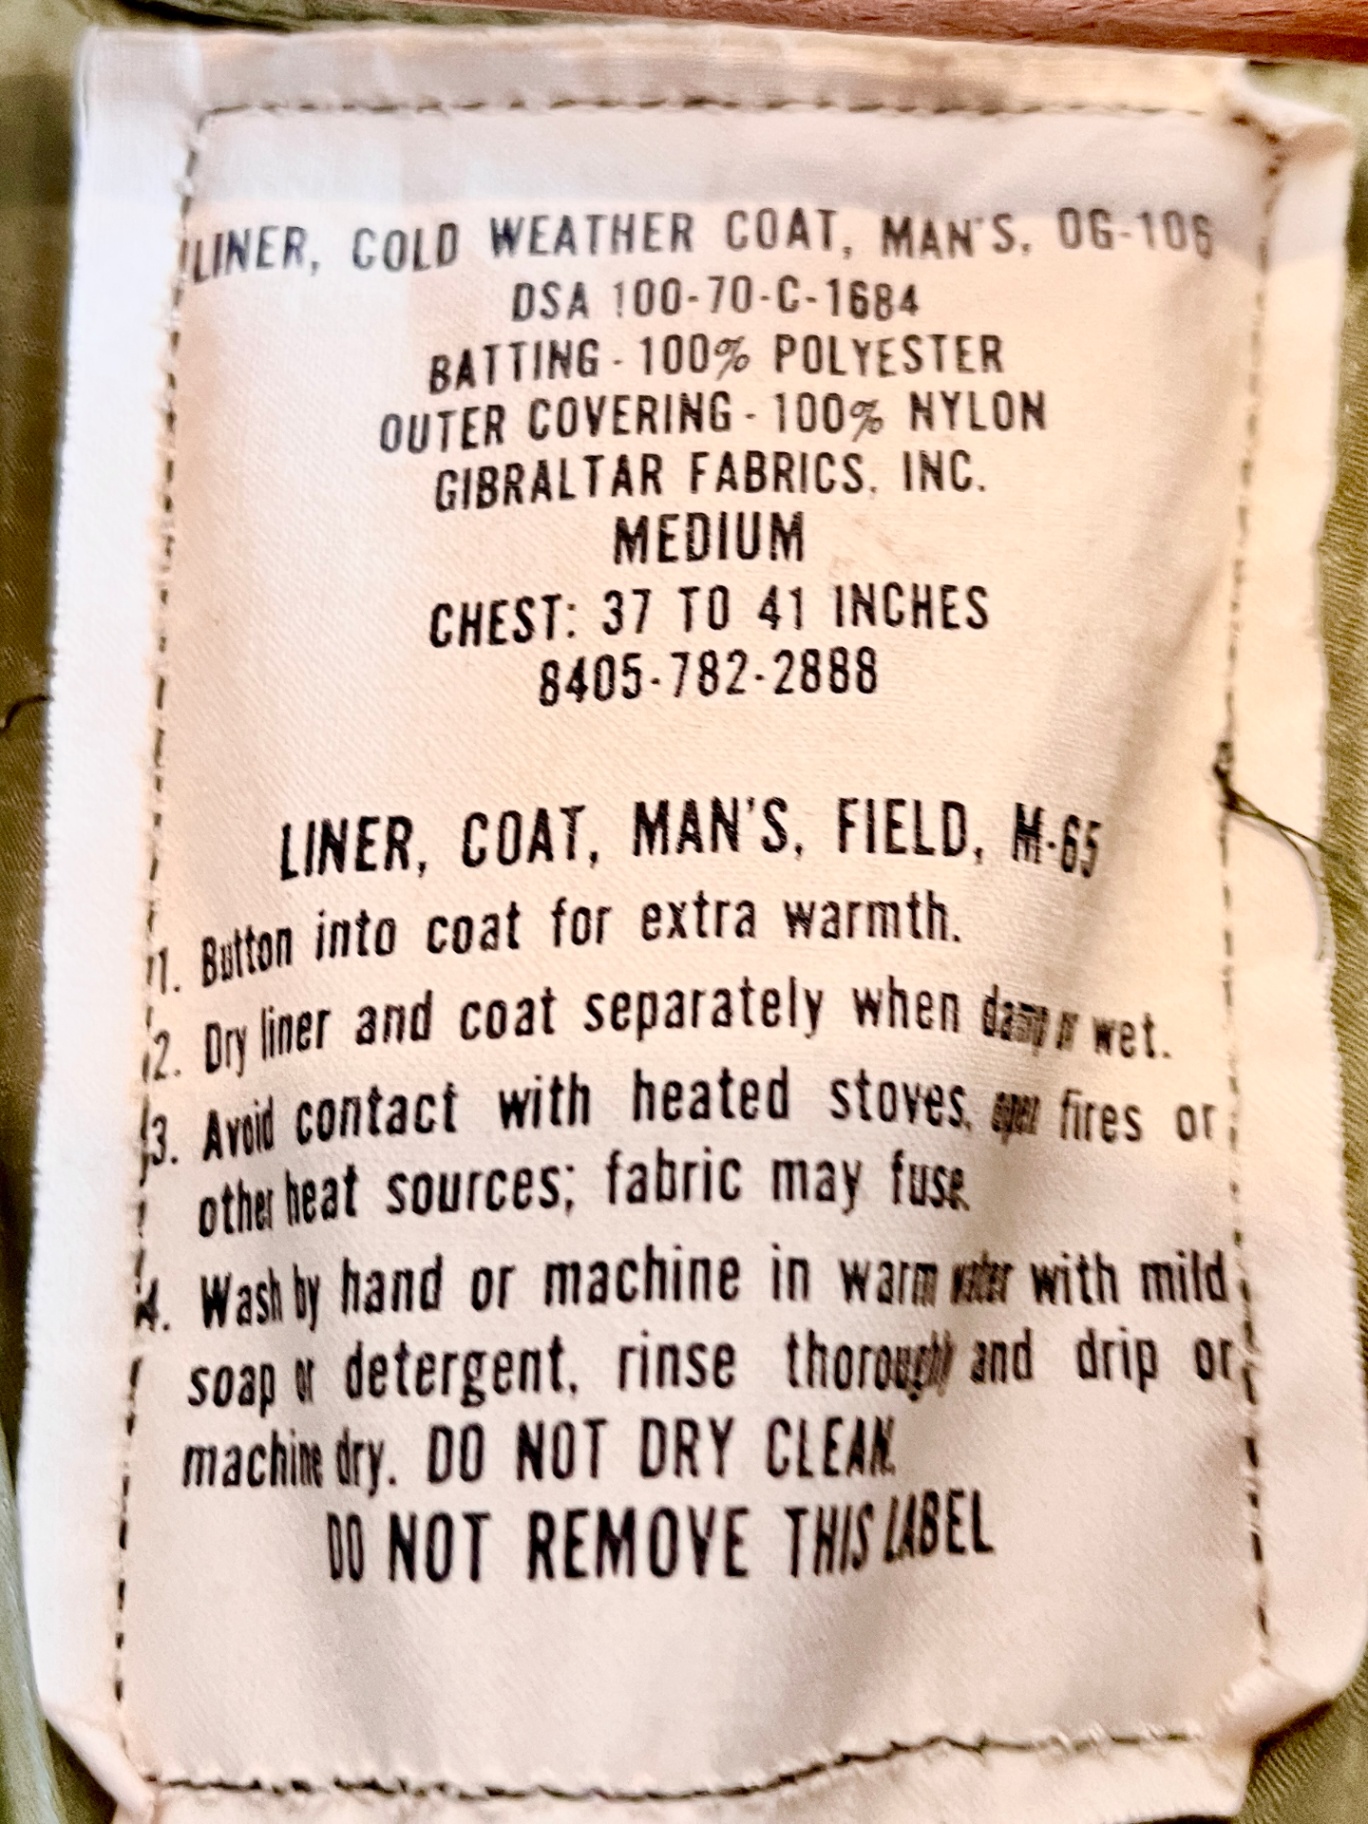 LINER, COLD WEATHER COAT, MAN'S, OG-106
DSA 100-70-C-1684
BATTING - 100% POLYESTER
OUTER COVERING - 100% NYLON
GIBRALTAR FABRICS, INC.
MEDIUM
CHEST: 37 TO 41 INCHES
8405-782-2888
LINER, COAT, MAN'S, FIELD, M-65
1. Button into coat for extra warmth.
2. Dry liner and coat separately when damp or wet.
3. Avoid contact with heated stoves, open fires or
other heat sources; fabric may fuse.
4. Wash by hand or machine in warm water with mild
soap or detergent, rinse thoroughly and drip or
machine dry. DO NOT DRY CLEAN.
DO NOT REMOVE THIS LABEL